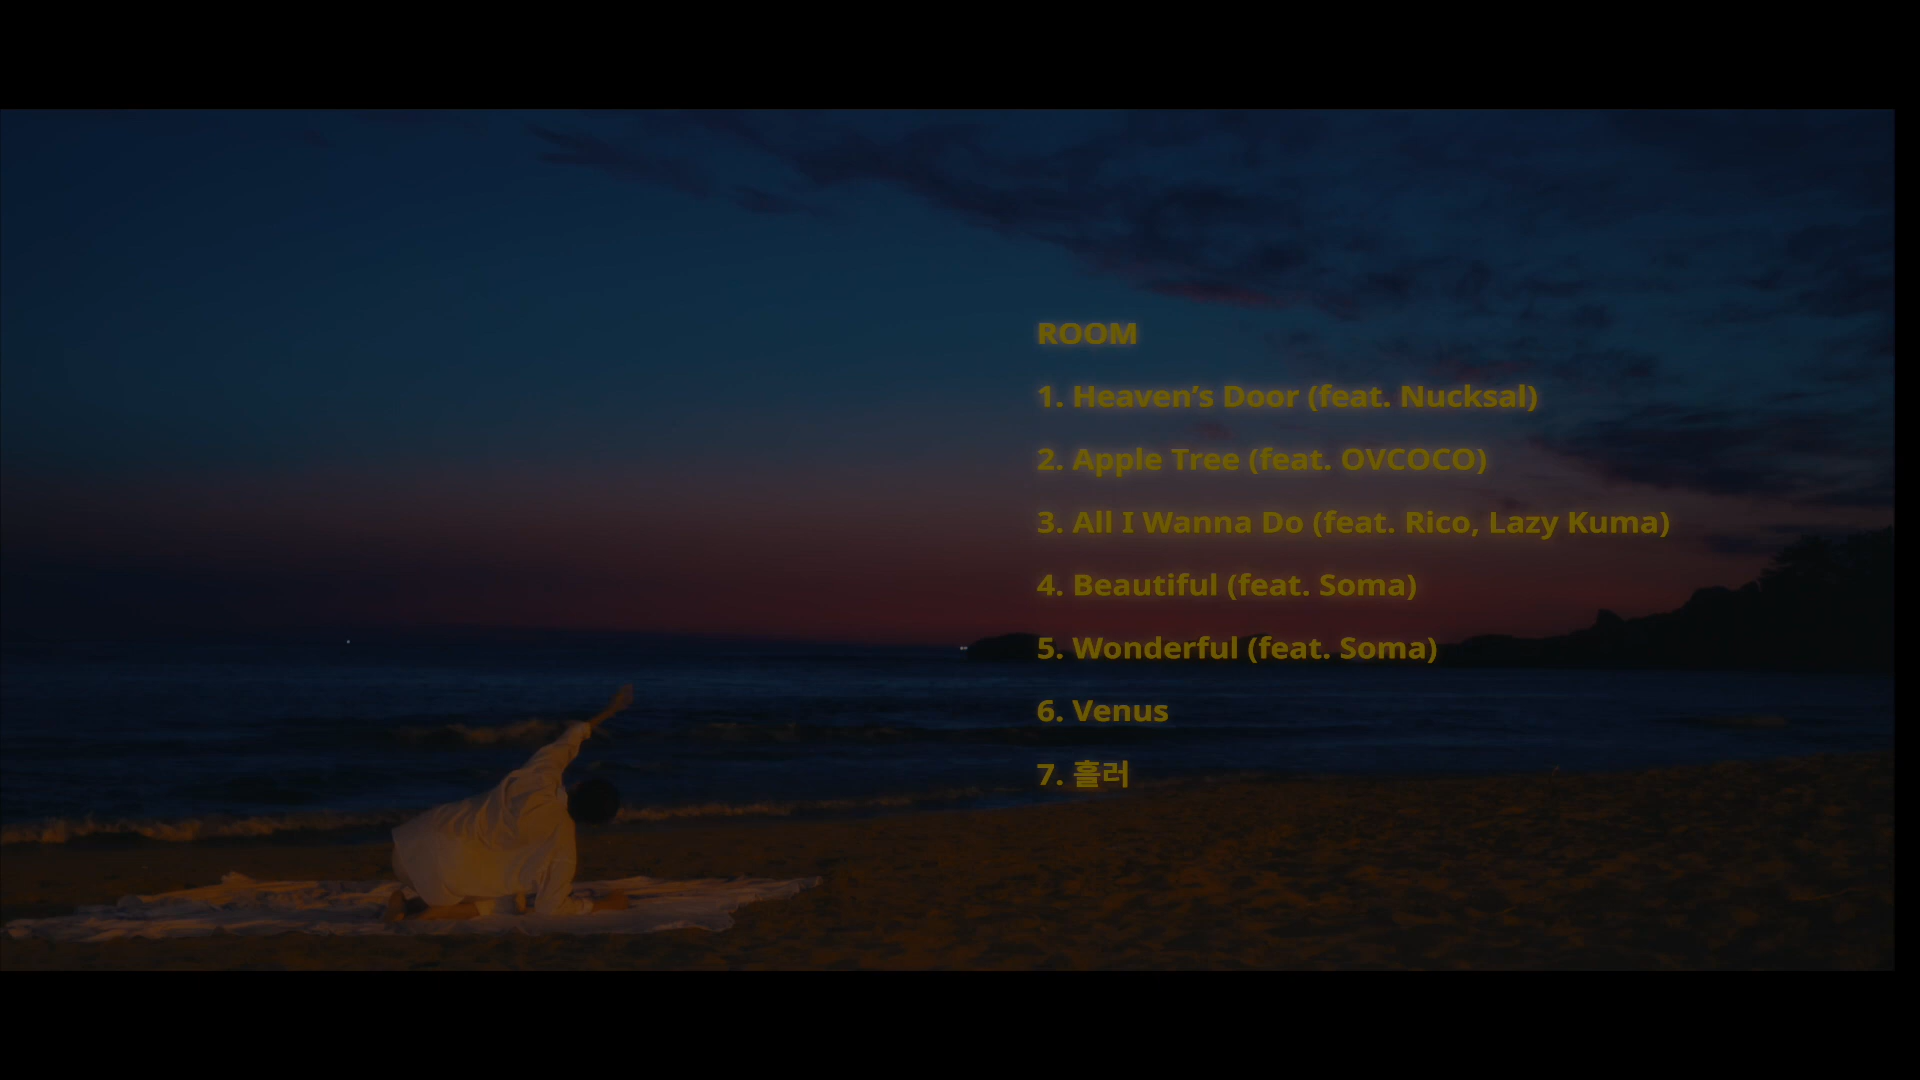 ROOM
1. Heaven’s Door (feat. Nucksal)
2. Apple Tree (feat. OVCOCO)
3. All I Wanna Do (feat. Rico, Lazy Kuma)
4. Beautiful (feat. Soma)
5. Wonderful (feat. Soma)
6. Venus
7. 흘러